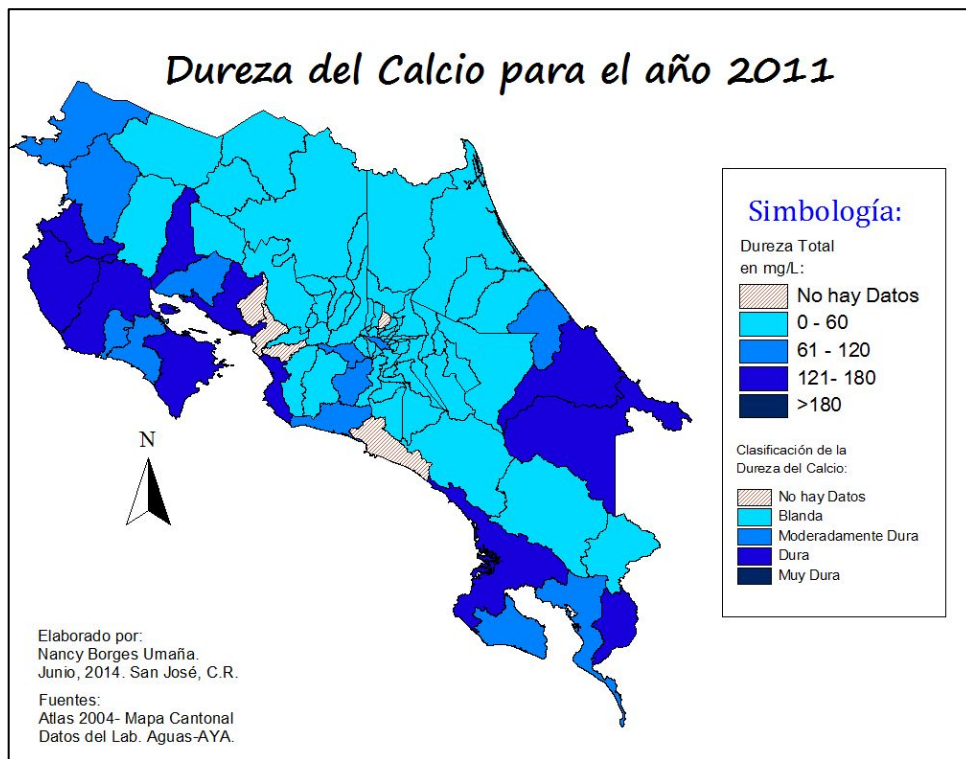 Dureza del Calcio para el año 2011
Simbología:
Dureza Total
en mg/L:
No hay Datos
0 - 60
61 - 120
121- 180
>180
Clasificación de la
Dureza del Calcio:
No hay Datos
Blanda
Moderadamente Dura
Dura
Muy Dura
N
Elaborado por:
Nancy Borges Umaña.
Junio, 2014. San José, C.R.
Fuentes:
Atlas 2004- Mapa Cantonal
Datos del Lab. Aguas-AYA.